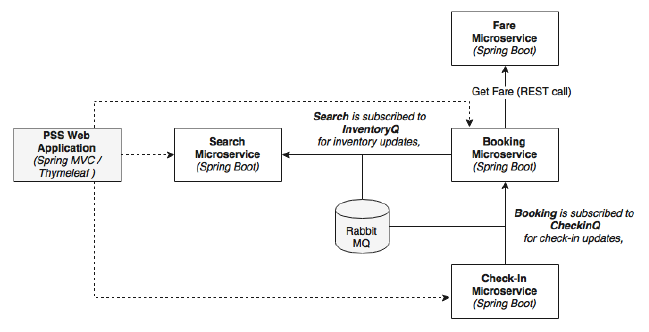 Fare
Microservice
(Spring Boot)
Get Fare (REST call)
Search is subscribed to
InventoryQ
for inventory updates,
PSS Web
Application
(Spring MVC /
Thymeleaf )
Search
Microservice
(Spring Boot)
Booking
Microservice
(Spring Boot)
Rabbit
MQ
Booking is subscribed to
CheckinQ
for check-in updates,
Check-In
Microservice
(Spring Boot)